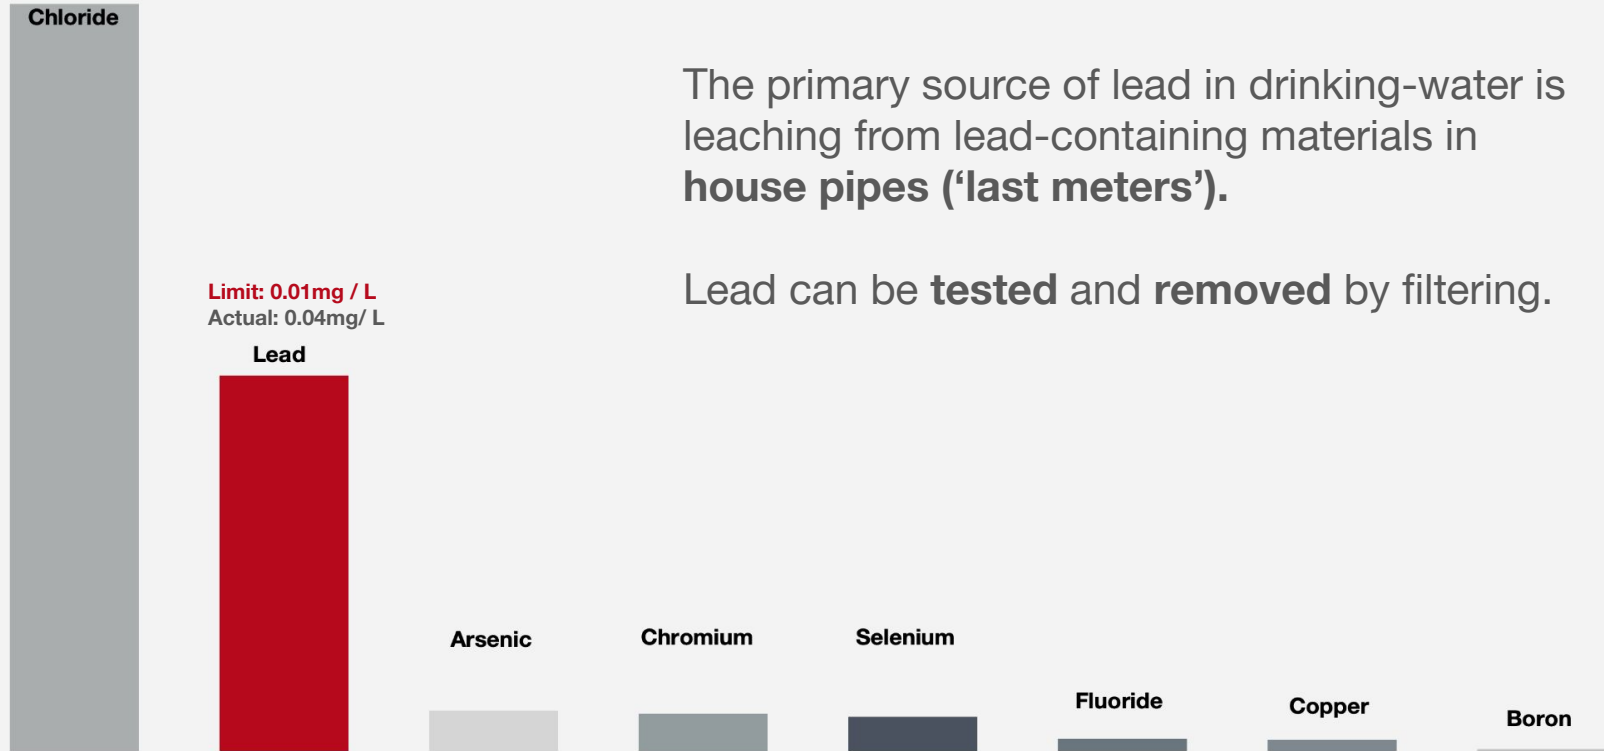 Chloride
The primary source of lead in drinking-water is
leaching from lead-containing materials in
house pipes (‘last meters’).
Lead can be tested and removed by filtering.
Limit: 0.01mg / L
Actual: 0.04mg/ L
Lead
Arsenic
Chromium
Selenium
Fluoride
Copper
Boron